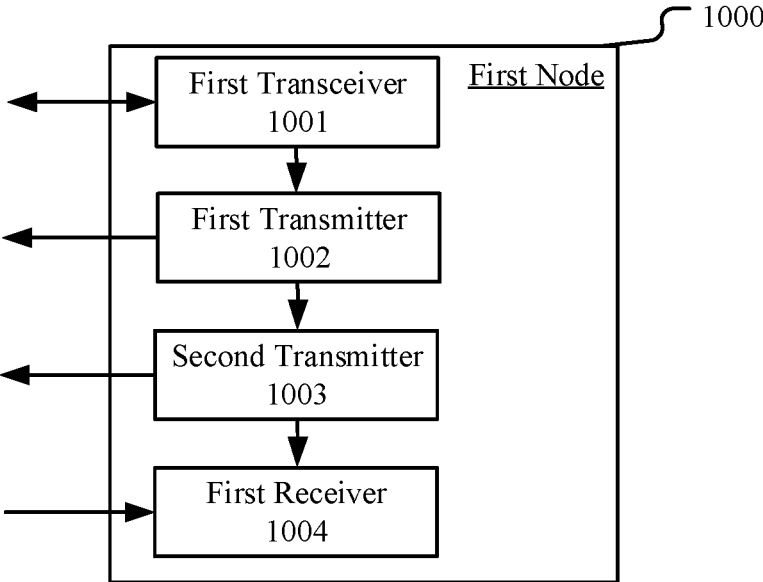 1000
First Node
First Transceiver
1001
First Transmitter
1002
Second Transmitter
1003
First Receiver
1004